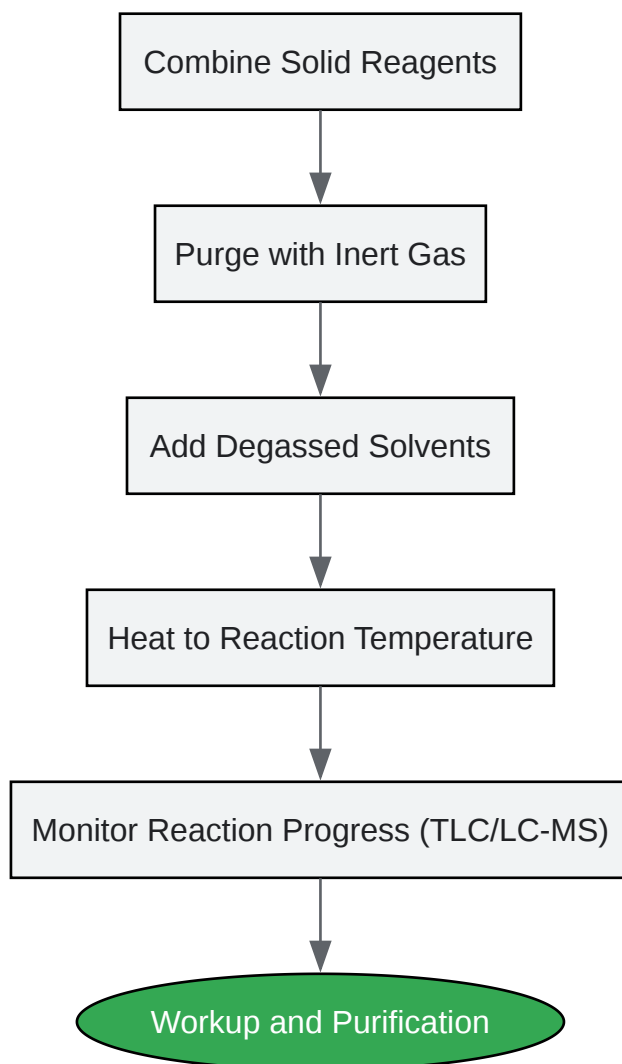 Combine Solid Reagents
Purge with Inert Gas
Add Degassed Solvents
Heat to Reaction Temperature
Monitor Reaction Progress (TLC/LC-MS)
Workup and Purification